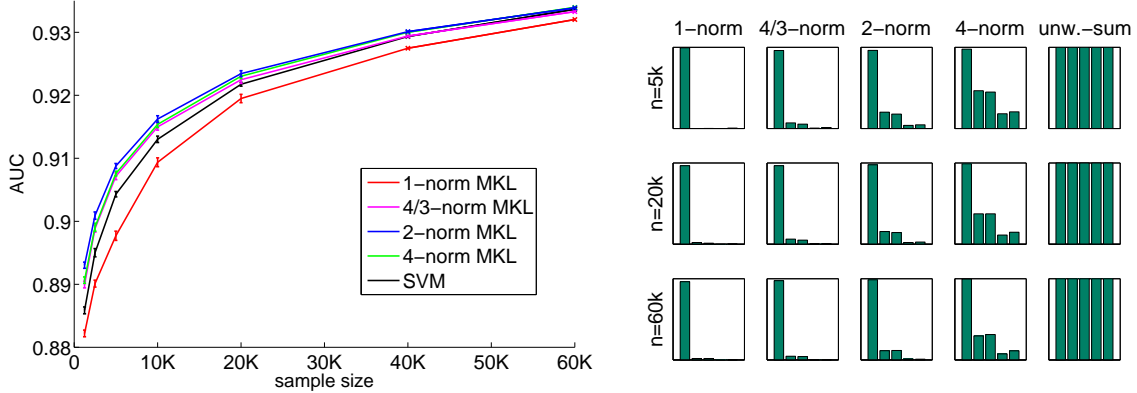 0.93
0.92
0.91
0.9
0.89
0.88
AUC
0
10K
20K
30K
40K
50K
60K
sample size
1−norm MKL
4/3−norm MKL
2−norm MKL
4−norm MKL
SVM
1−norm
4/3−norm
2−norm
4−norm
unw.−sum
n=5k
n=20k
n=60k